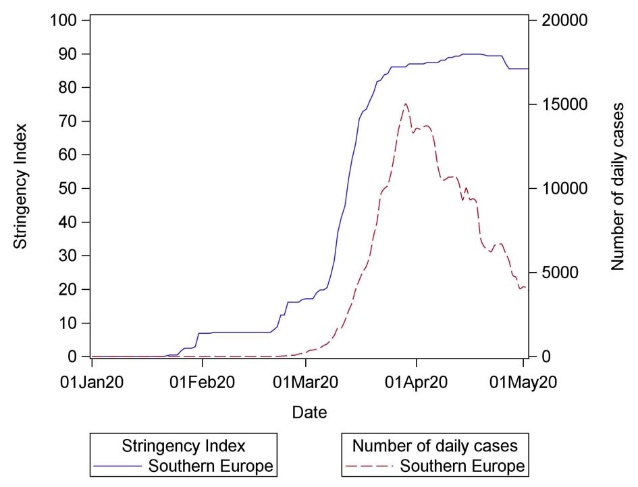 100
90
80
70
60
50
40
30
20
10
0
Stringency Index
20000
15000
10000
5000
0
Number of daily cases
01Jan20 01Feb20 01Mar20 01Apr20 01May20
Date
Stringency Index
Southern Europe
Number of daily cases
Southern Europe